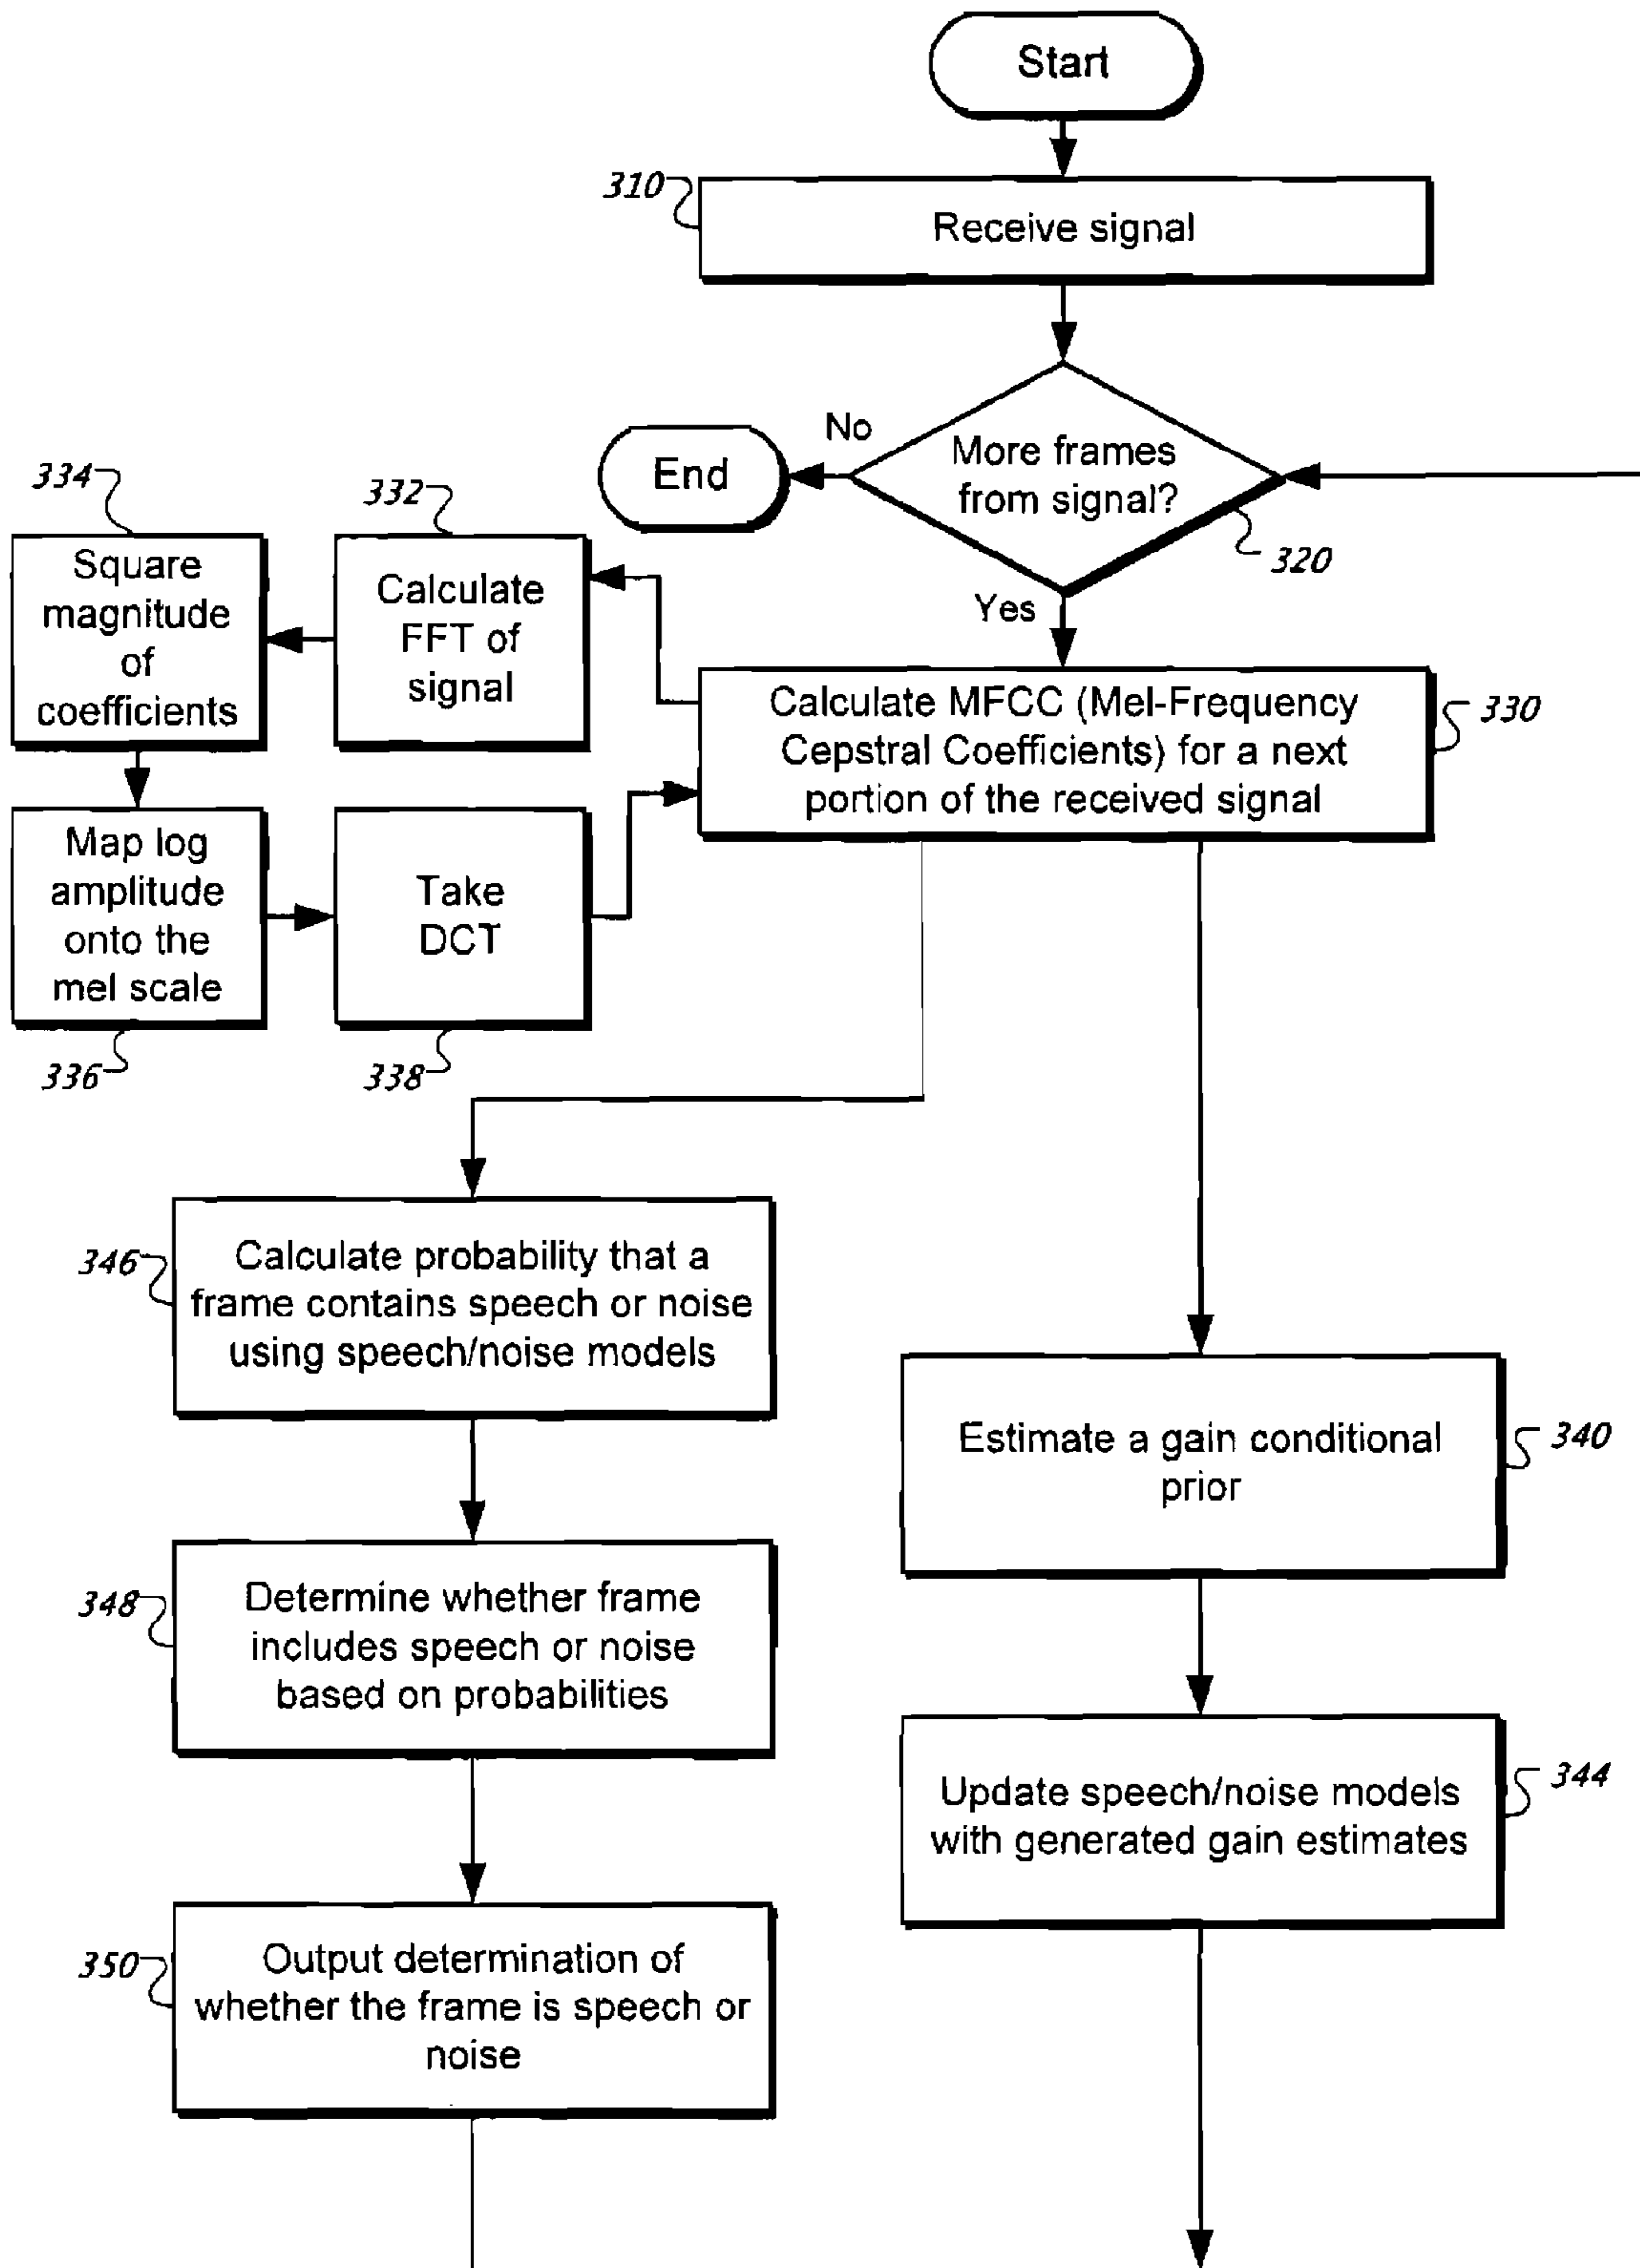 Start
310
Receive signal
No
End
More frames
from signal?
320
Yes
334
Square
magnitude
of
coefficients
332
Calculate
FFT of
signal
Calculate MFCC (Mel-Frequency
Cepstral Coefficients) for a next
portion of the received signal
330
Map log
amplitude
onto the
mel scale
336
Take
DCT
338
346
Calculate probability that a
frame contains speech or noise
using speech/noise models
Estimate a gain conditional
prior
340
348
Determine whether frame
includes speech or noise
based on probabilities
Update speech/noise models
with generated gain estimates
344
350
Output determination of
whether the frame is speech or
noise